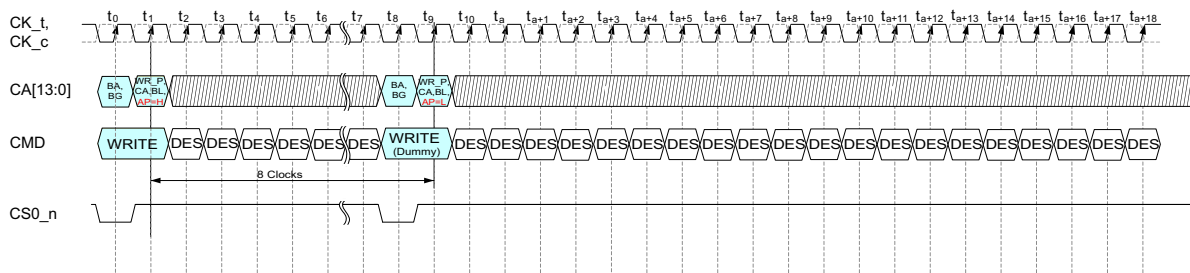 CK_t,
CK_c
t0 t1 t2 t3 t4 t5 t6 t7 t8 t9 t10 ta ta+1 ta+2 ta+3 ta+4 ta+5 ta+6 ta+7 ta+8 ta+9 ta+10 ta+11 ta+12 ta+13 ta+14 ta+15 ta+16 ta+17 ta+18
CA[13:0]
BA,
BG
WR_P,
CA,BL,
AP=H
BA,
BG
WR_P,
CA,BL,
AP=L
CMD
WRITE DES DES DES DES DES DES WRITE
(Dummy)
DES DES DES DES DES DES DES DES DES DES DES DES DES DES DES DES DES DES DES DES
8 Clocks
CS0_n